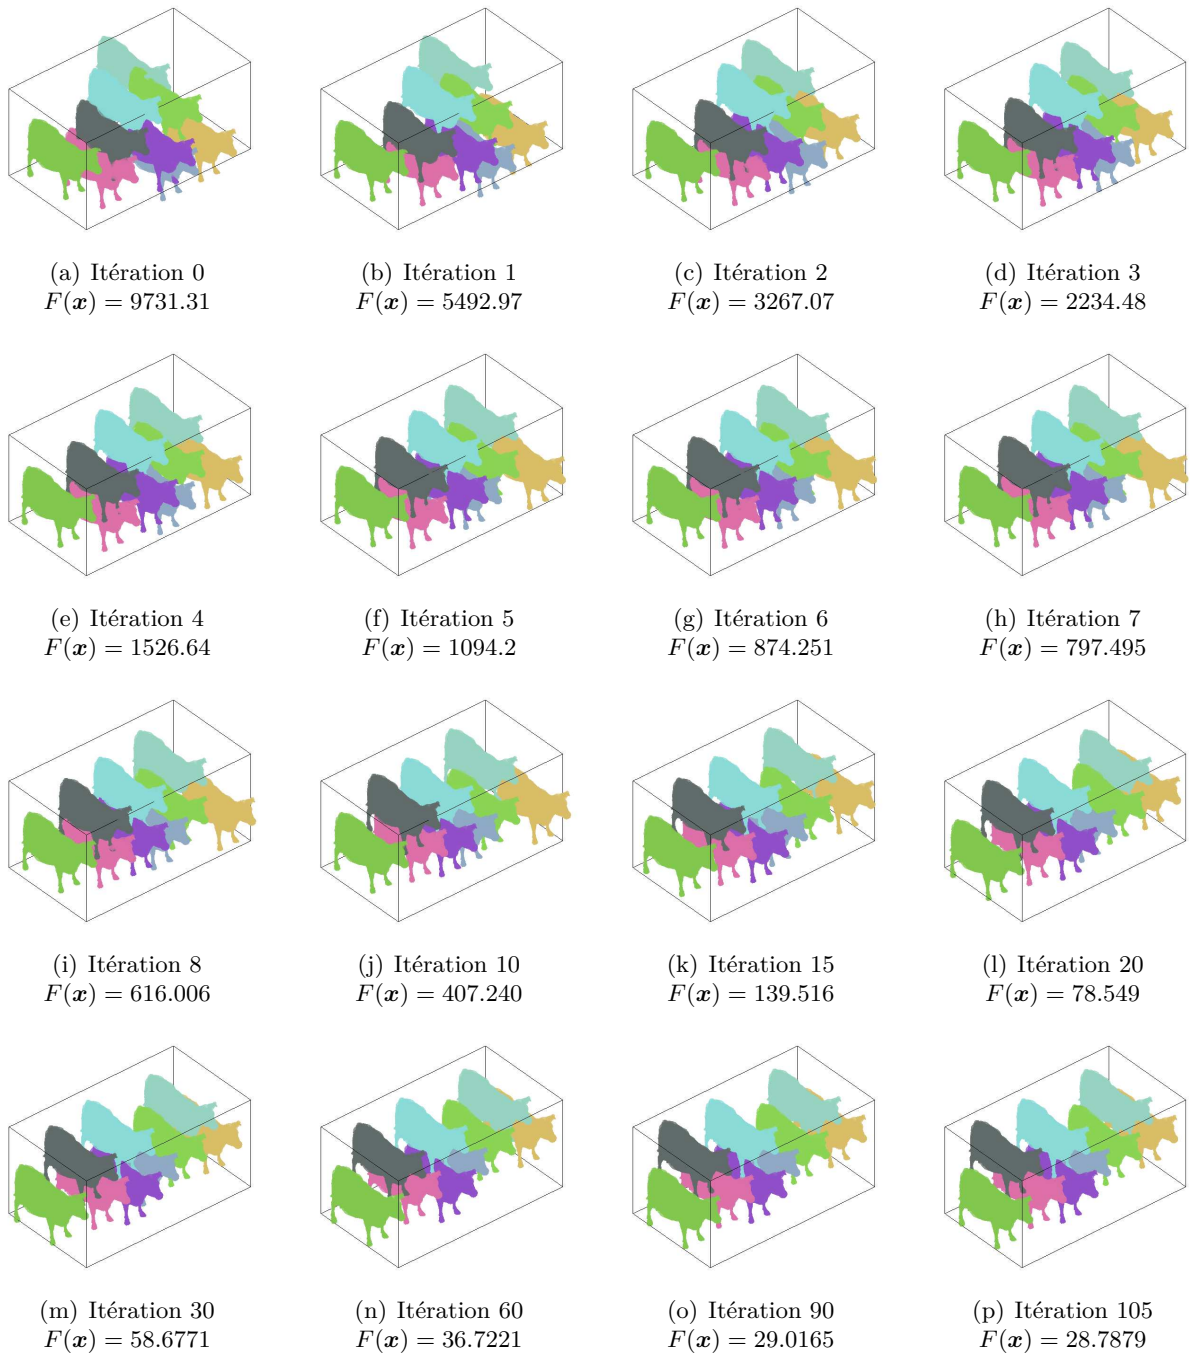 (a) Itération 0
F(x) = 9731.31
(b) Itération 1
F(x) = 5492.97
(c) Itération 2
F(x) = 3267.07
(d) Itération 3
F(x) = 2234.48
(e) Itération 4
F(x) = 1526.64
(f) Itération 5
F(x) = 1094.2
(g) Itération 6
F(x) = 874.251
(h) Itération 7
F(x) = 797.495
(i) Itération 8
F(x) = 616.006
(j) Itération 10
F(x) = 407.240
(k) Itération 15
F(x) = 139.516
(l) Itération 20
F(x) = 78.549
(m) Itération 30
F(x) = 58.6771
(n) Itération 60
F(x) = 36.7221
(o) Itération 90
F(x) = 29.0165
(p) Itération 105
F(x) = 28.7879